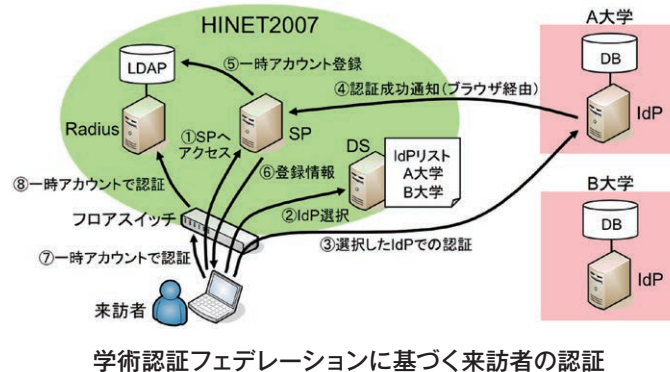 HINET2007
A大学
DB
IdP
LDAP
⑤一時アカウント登録
④認証成功通知(ブラウザ経由)
Radius
①SPへ
アクセス
SP
DS
IdPリスト
A大学
B大学
⑥登録情報
⑧一時アカウントで認証
②IdP選択
フロアスイッチ
③選択したIdPでの認証
⑦一時アカウントで認証
B大学
DB
IdP
来訪者
学術認証フェデレーションに基づく来訪者の認証